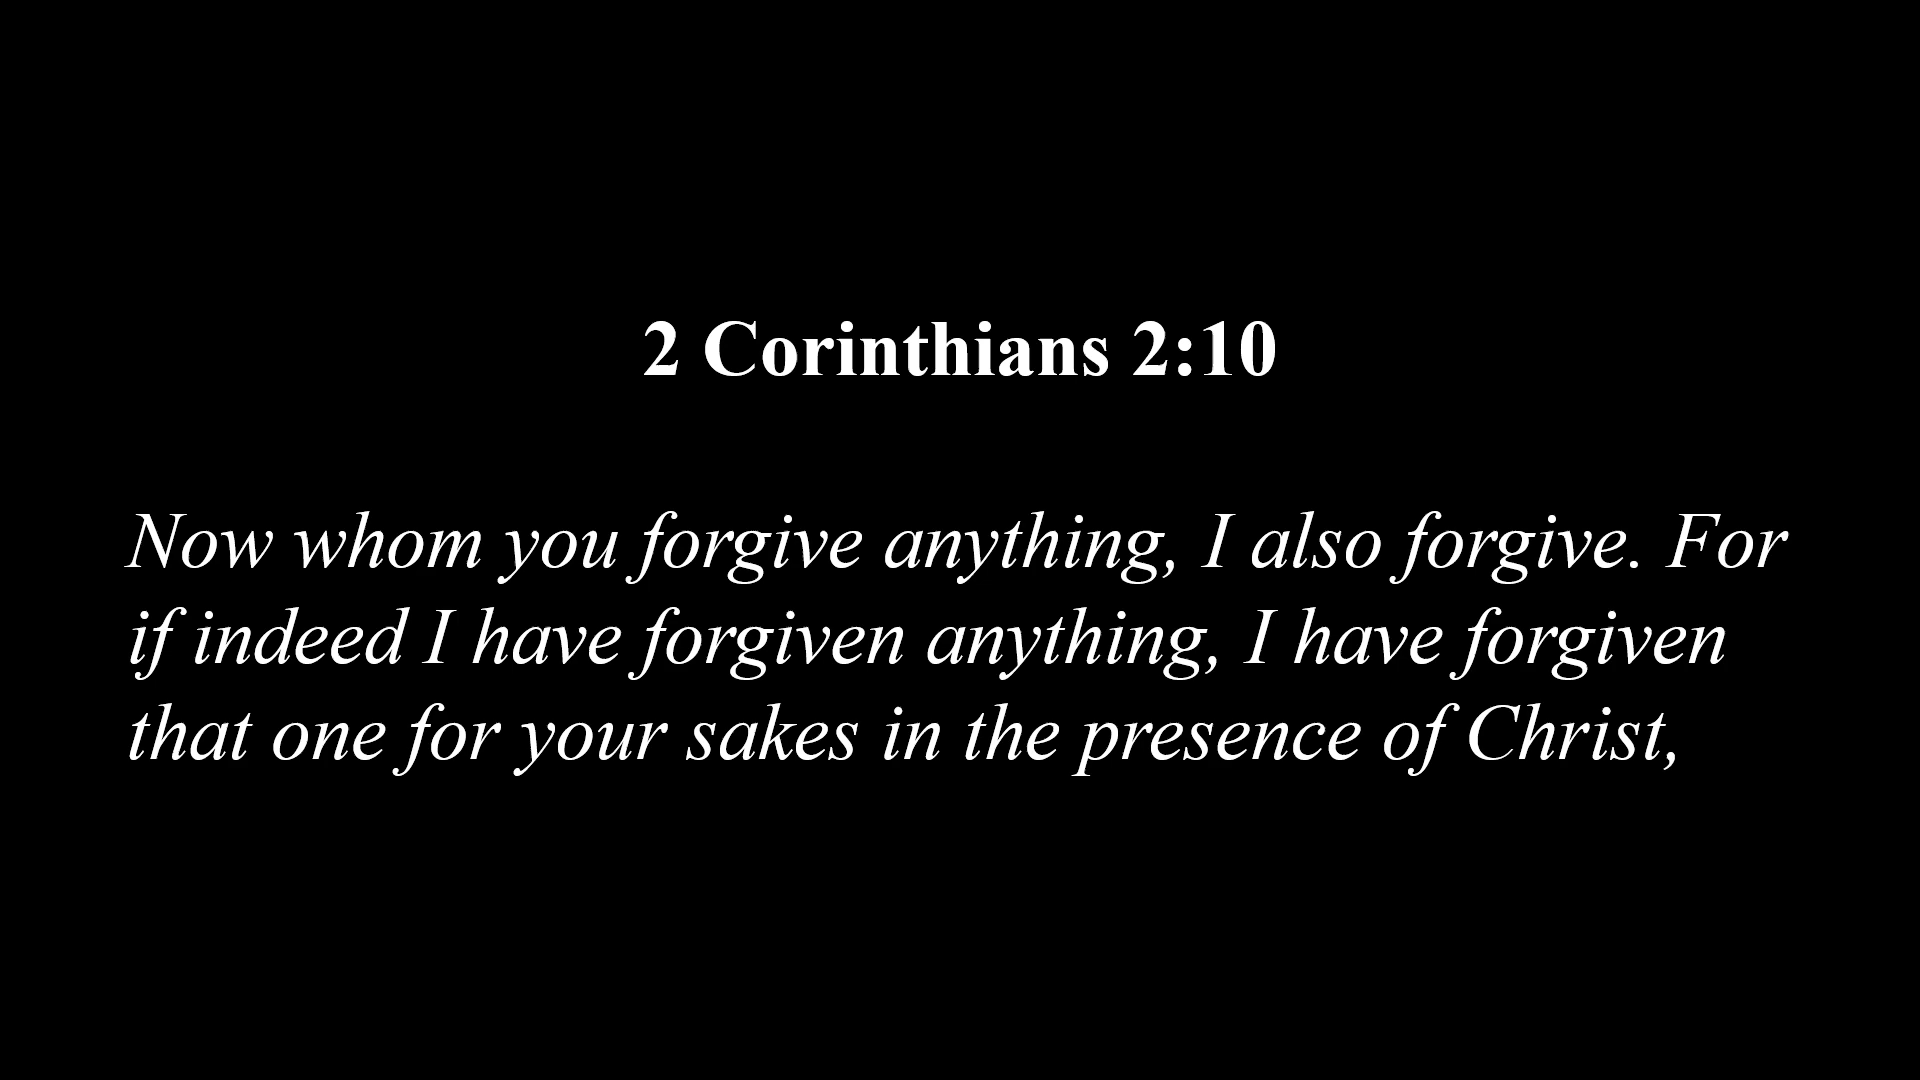 2 Corinthians 2:10
Now whom you forgive anything, I also forgive. For
if indeed I have forgiven anything, I have forgiven
that one for your sakes in the presence of Christ,